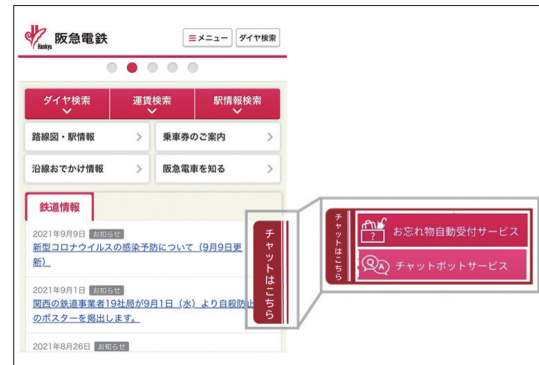 Hankyu
阪急電鉄
メニュー
ダイヤ検索
ダイヤ検索
運賃検索
駅情報検索
路線図・駅情報
乗車券のご案内
沿線おでかけ情報
阪急電車を知る
鉄道情報
2021年9月9日 お知らせ
新型コロナウイルスの感染予防について（9月9日更
新）
2021年9月1日 お知らせ
関西の鉄道事業者19社局が9月1日（水）より自殺防止
のポスターを掲出します。
2021年8月26日 お知らせ
チャットはこちら
チャットはこちら
?
お忘れ物自動受付サービス
Q A
チャットボットサービス